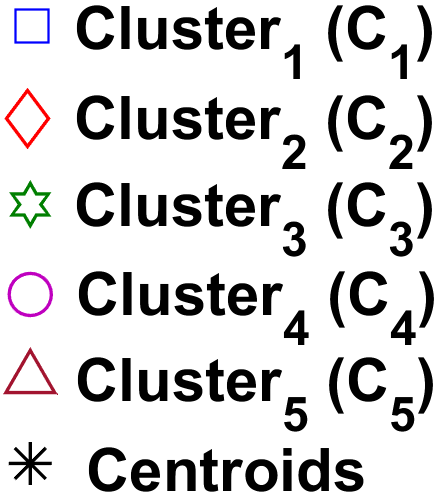 Cluster₁ (C₁)
Cluster₂ (C₂)
Cluster₃ (C₃)
Cluster₄ (C₄)
Cluster₅ (C₅)
Centroids